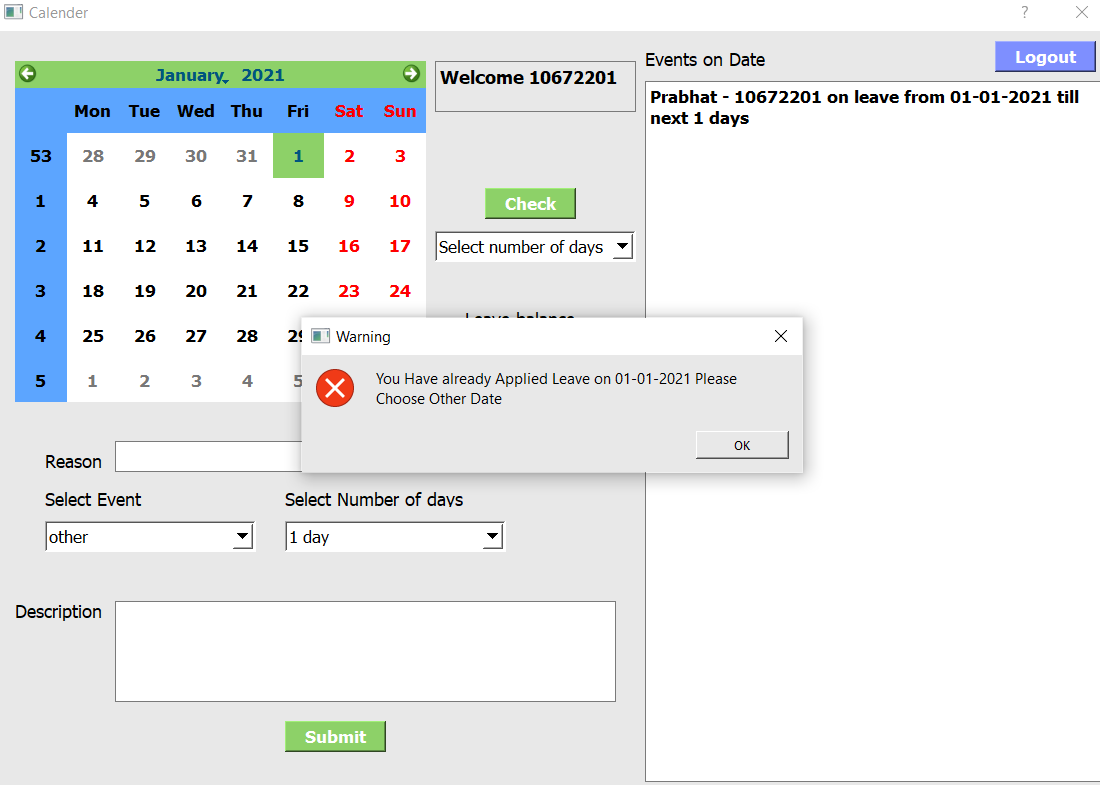 Calender
?
January 2021
Mon Tue Wed Thu Fri Sat Sun
53 28 29 30 31 1 2 3
1 4 5 6 7 8 9 10
2 11 12 13 14 15 16 17
3 18 19 20 21 22 23 24
4 25 26 27 28
5 1 2 3 4 5
Welcome 10672201
Check
Select number of days
Leave balance
Events on Date
Logout
Prabhat - 10672201 on leave from 01-01-2021 till
next 1 days
Warning
You Have already Applied Leave on 01-01-2021 Please
Choose Other Date
OK
Reason
Select Event
Select Number of days
other
1 day
Description
Submit